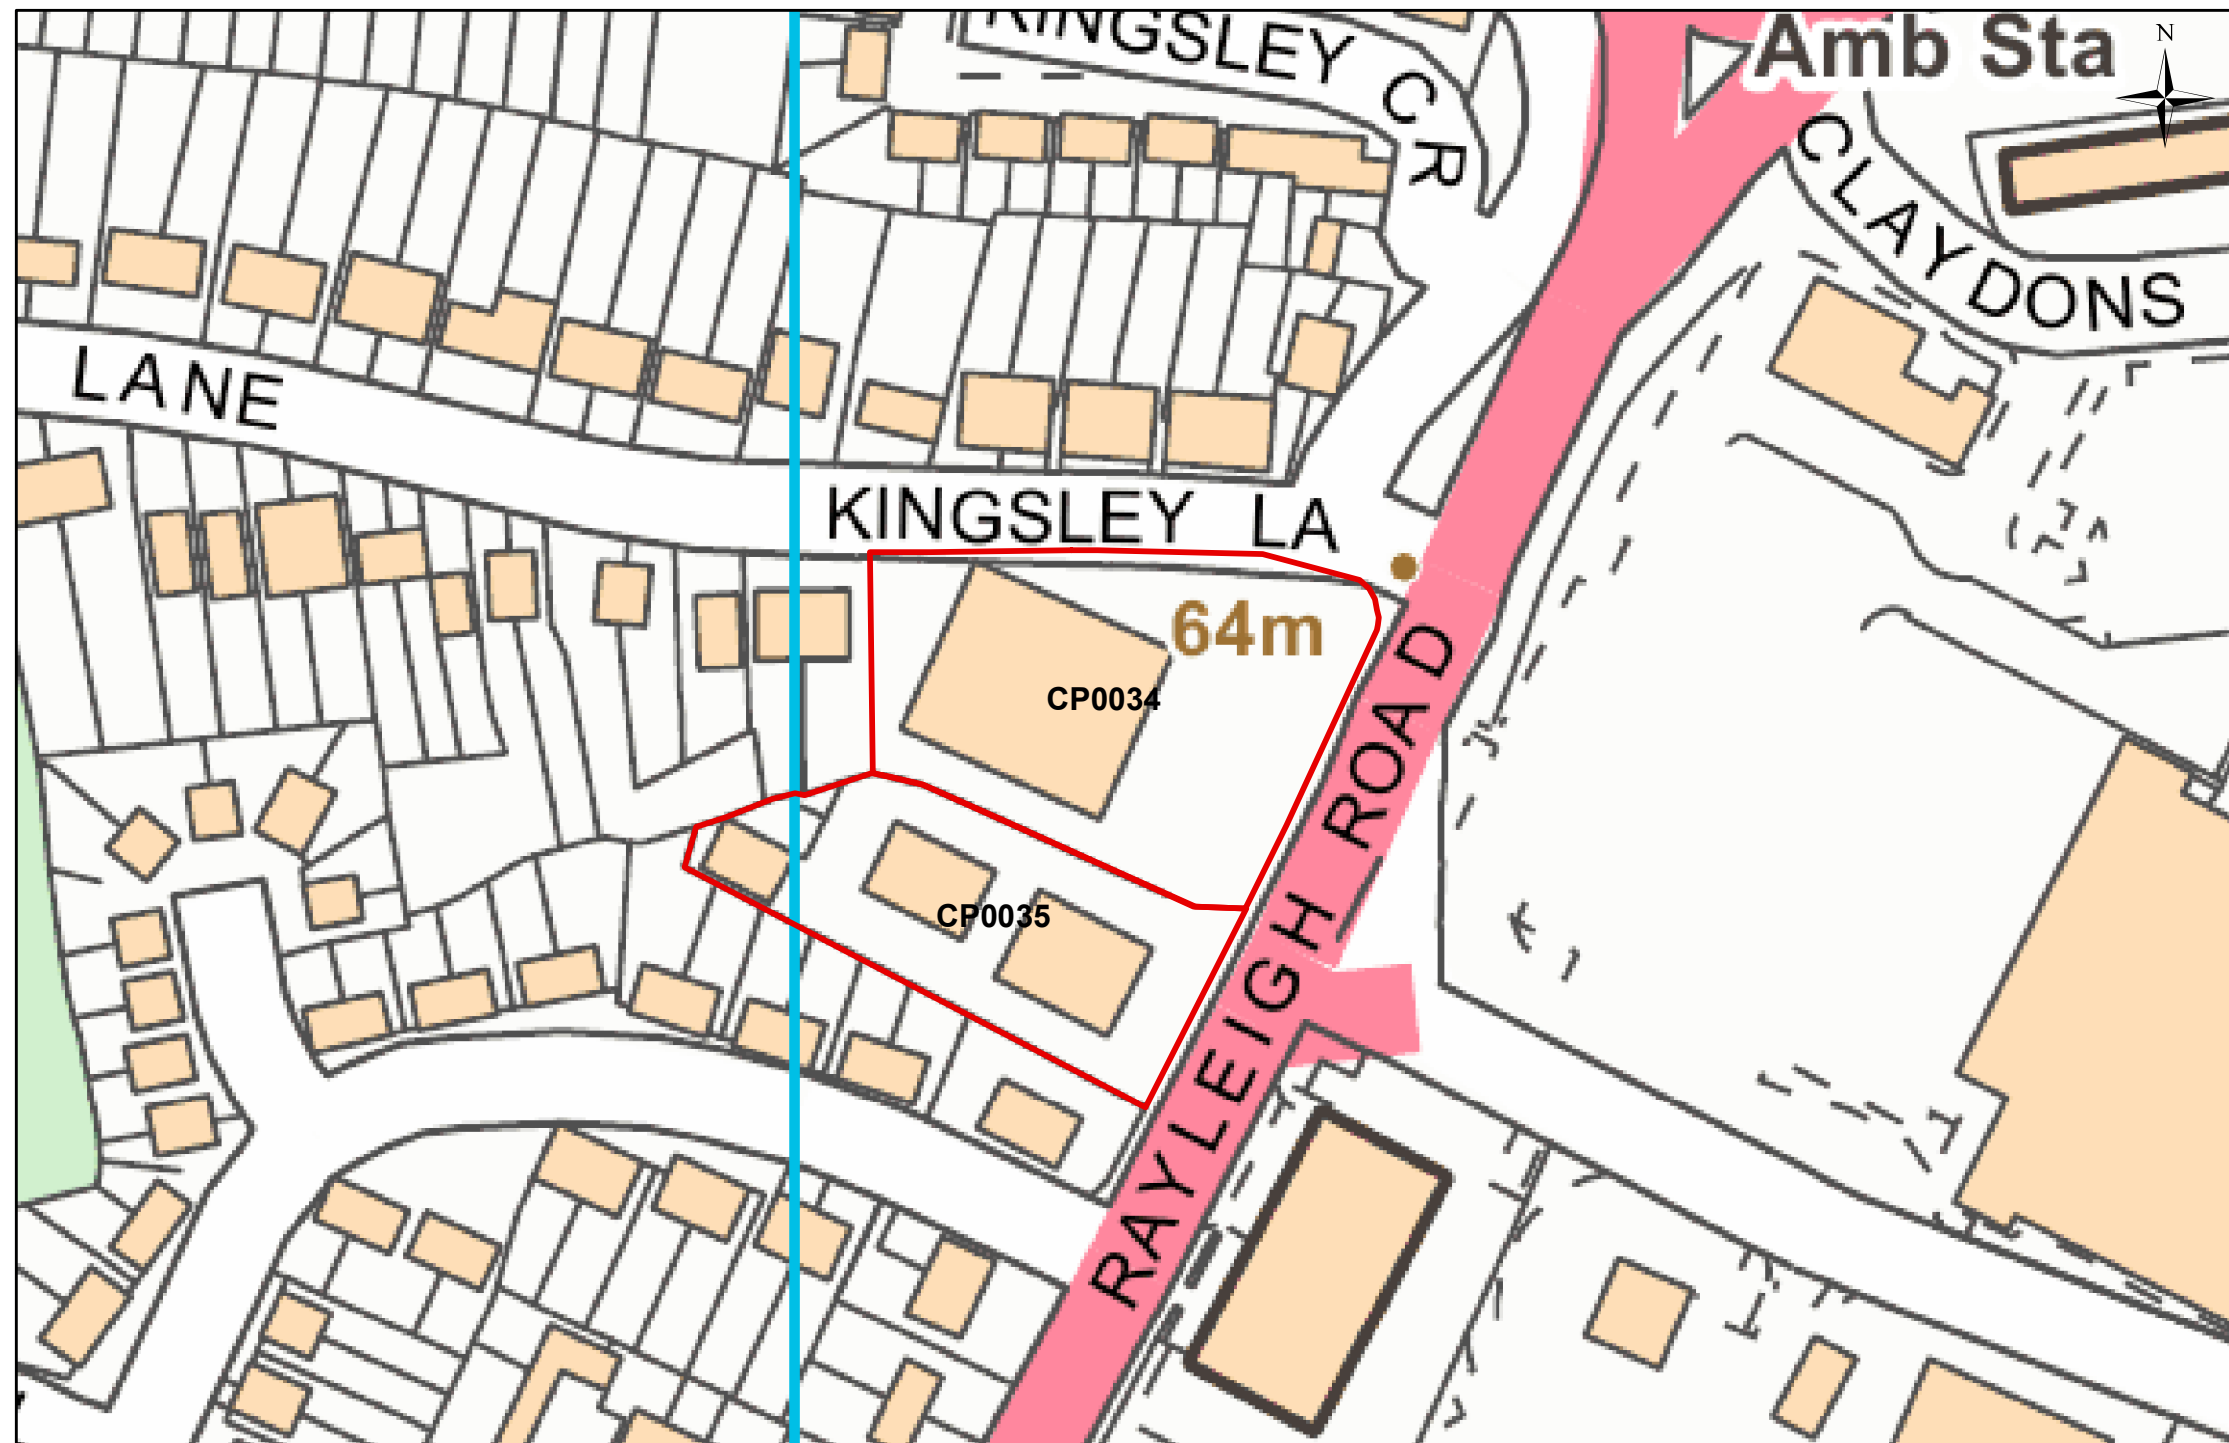 KINGSLEY CR
Amb Sta
N
CLAYDONS
LANE
KINGSLEY LA
64m
CP0034
RAYLEIGH ROAD
CP0035